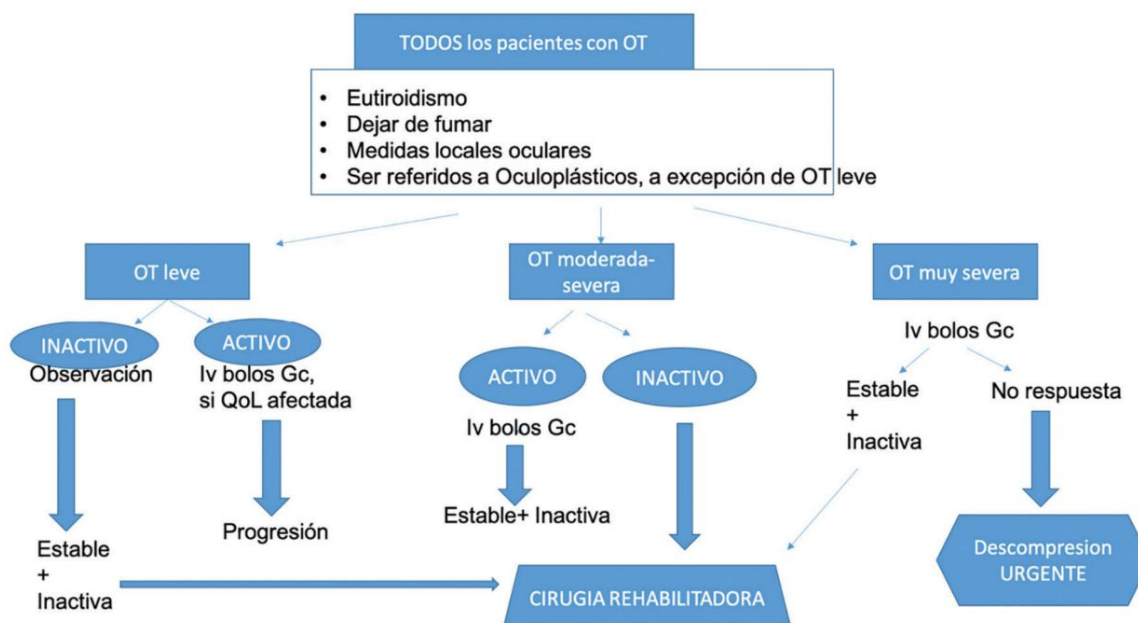 TODOS los pacientes con OT
• Eutiroidismo
• Dejar de fumar
• Medidas locales oculares
• Ser referidos a Oculoplásticos, a excepción de OT leve
OT leve
OT moderada-
severa
OT muy severa
INACTIVO
Observación
ACTIVO
Iv bolos Gc,
si QoL afectada
ACTIVO
Iv bolos Gc
INACTIVO
Iv bolos Gc
Estable
+
Inactiva
No respuesta
Progresión
Estable+ Inactiva
Estable
+
Inactiva
CIRUGIA REHABILITADORA
Descompresion
URGENTE